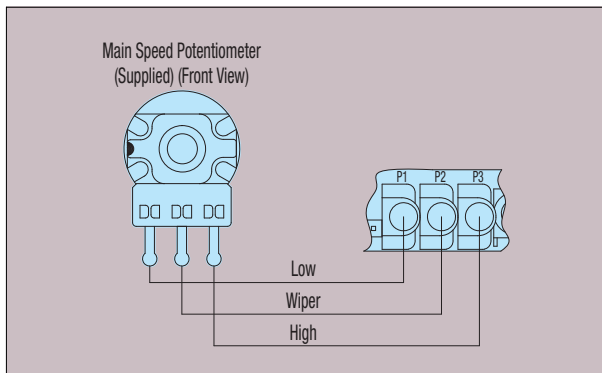 Main Speed Potentiometer
(Supplied) (Front View)
P1 P2 P3
Low
Wiper
High